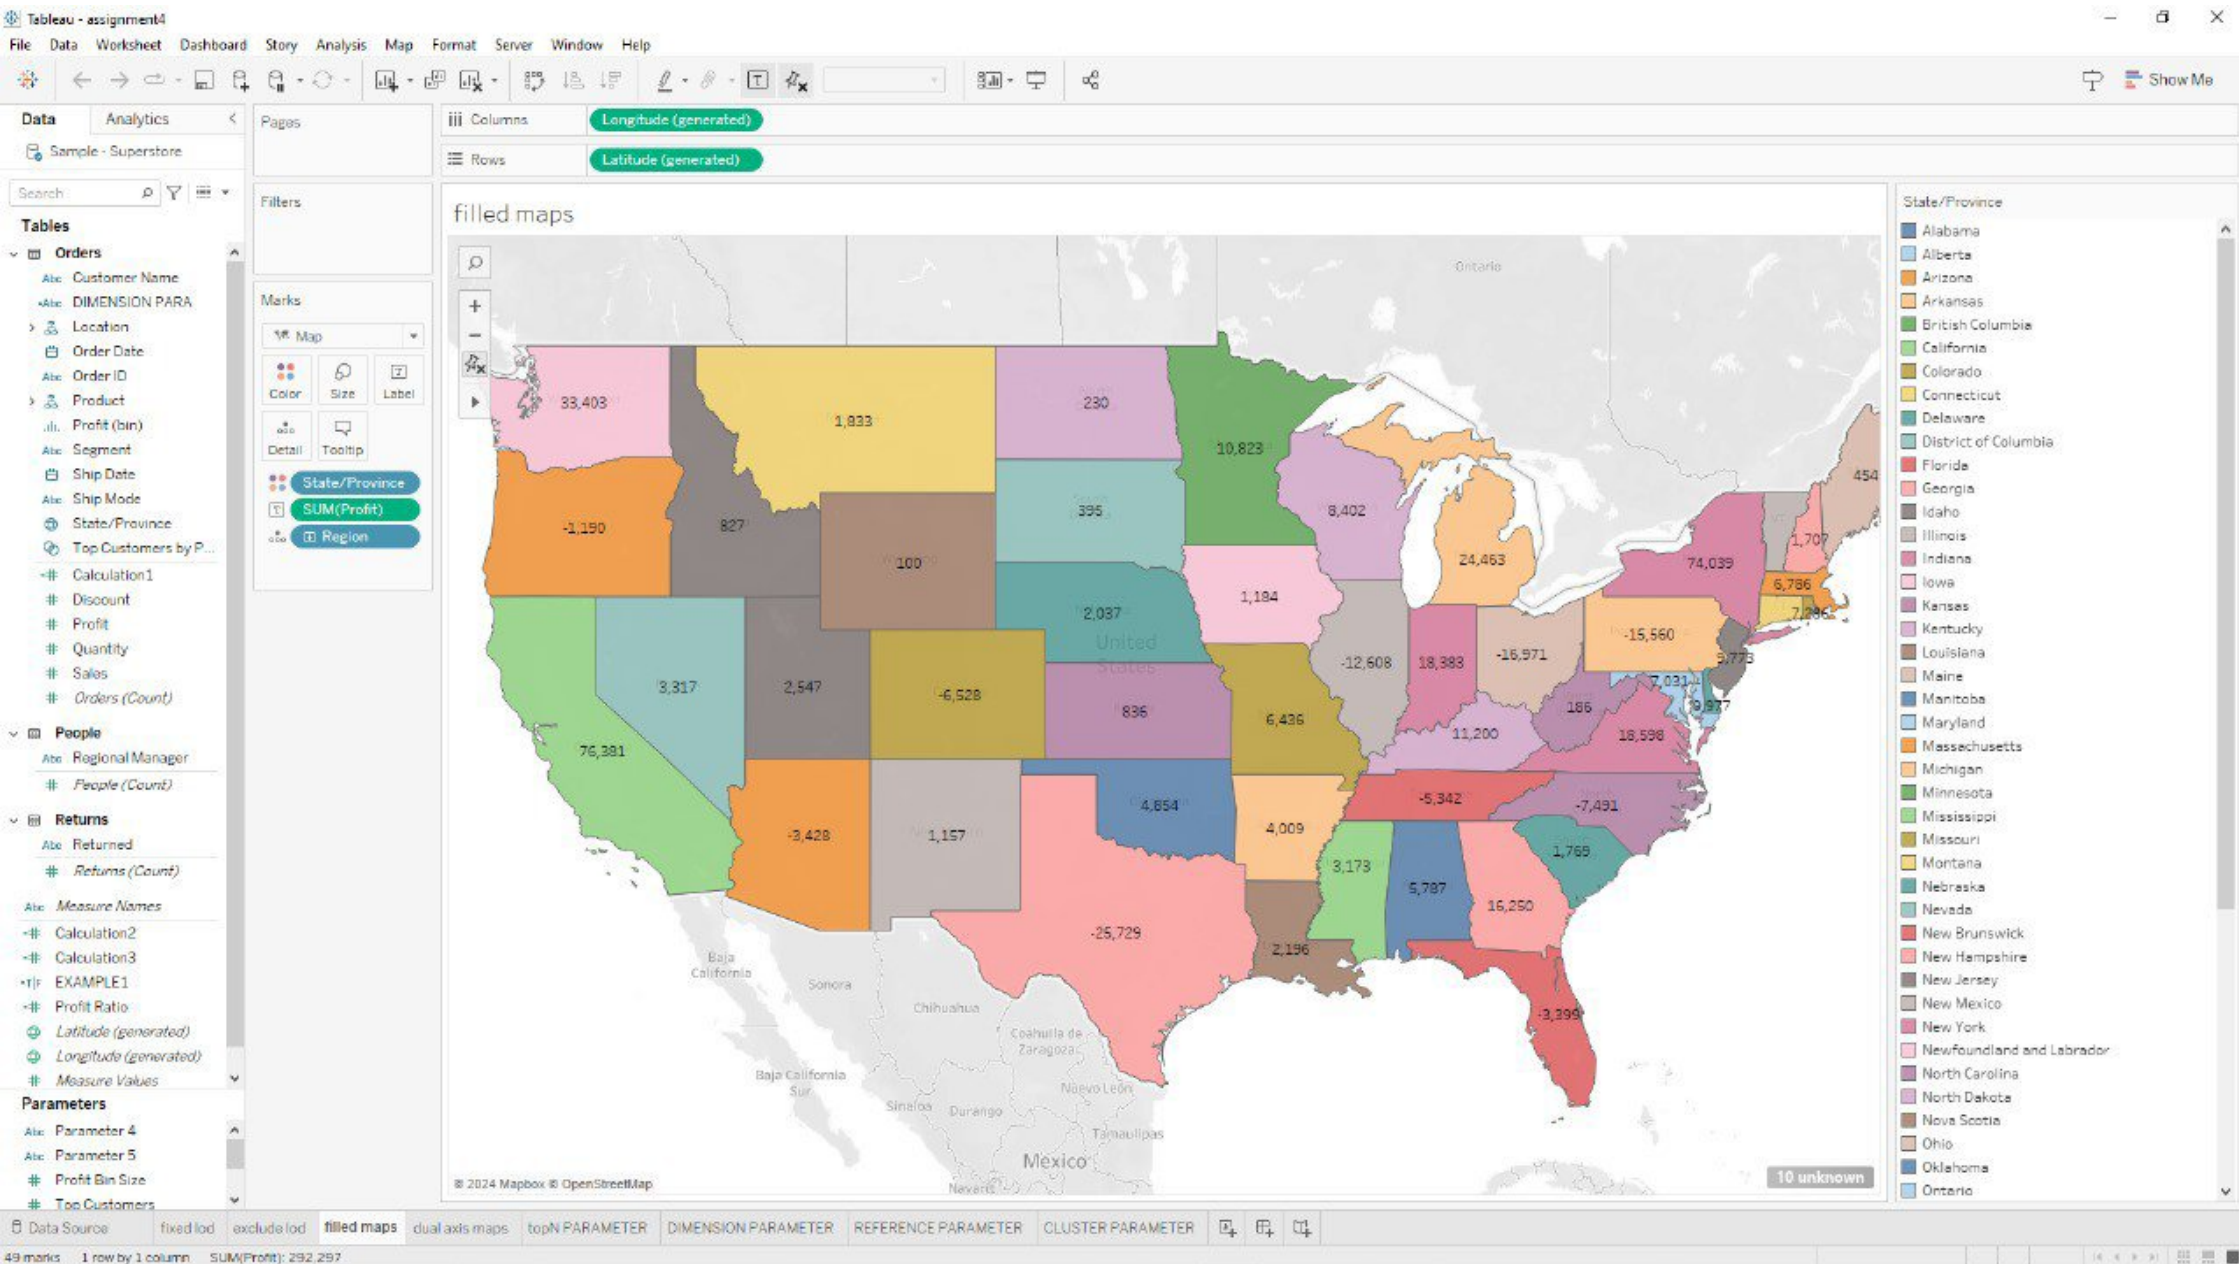 Tableau - assignment4
File Data Worksheet Dashboard Story Analysis Map Format Server Window Help
Show Me
Data Analytics
Sample - Superstore
Search
Tables
Orders
Abc Customer Name
Abc DIMENSION PARA
Location
Order Date
Abc Order ID
Product
Profit (bin)
Abc Segment
Ship Date
Abc Ship Mode
State/Province
Top Customers by P...
# Calculation1
# Discount
# Profit
# Quantity
# Sales
# Orders (Count)
People
Abc Regional Manager
# People (Count)
Returns
Abc Returned
# Returns (Count)
Abc Measure Names
# Calculation2
# Calculation3
EXAMPLE1
# Profit Ratio
Latitude (generated)
Longitude (generated)
# Measure Values
Parameters
Abc Parameter 4
Abc Parameter 5
# Profit Bin Size
# Top Customers
Pages
Filters
Marks
Map
Color Size Label
Detail Tooltip
State/Province
SUM(Profit)
Region
Columns Longitude (generated)
Rows Latitude (generated)
filled maps
Ontario
33,403
1,833
230
10,823
454
-1,190
827
395
8,402
1,707
100
24,463
74,039
6,786
1,184
2,037
United
States
-15,560
-12,608
18,383
-16,971
3,317
2,547
-6,528
836
6,436
186
11,200
18,598
76,381
-5,342
-7,491
4,854
-3,428
1,157
4,009
1,769
3,173
5,787
16,250
-25,729
2,196
-3,399
Baja
California
Sonora
Chihuahua
Coahuila de
Zaragoza
Baja California
Sur
Nuevo León
Sinaloa
Durango
Tamaulipas
Mexico
Nayarit
© 2024 Mapbox © OpenStreetMap
10 unknown
State/Province
Alabama
Alberta
Arizona
Arkansas
British Columbia
California
Colorado
Connecticut
Delaware
District of Columbia
Florida
Georgia
Idaho
Illinois
Indiana
Iowa
Kansas
Kentucky
Louisiana
Maine
Manitoba
Maryland
Massachusetts
Michigan
Minnesota
Mississippi
Missouri
Montana
Nebraska
Nevada
New Brunswick
New Hampshire
New Jersey
New Mexico
New York
Newfoundland and Labrador
North Carolina
North Dakota
Nova Scotia
Ohio
Oklahoma
Ontario
Data Source fixed lod exclude lod filled maps dual axis maps topN PARAMETER DIMENSION PARAMETER REFERENCE PARAMETER CLUSTER PARAMETER
49 marks 1 row by 1 column SUM(Profit): 292,297